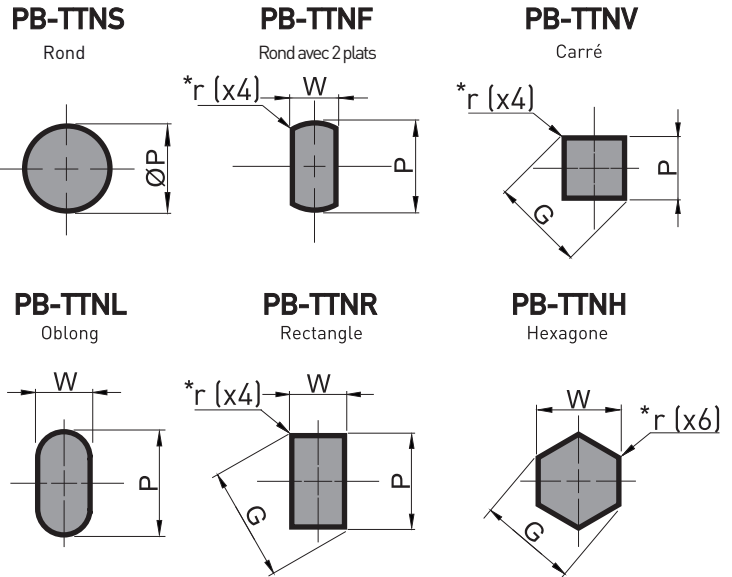 PB-TTNS
Rond
ØP
PB-TTNF
Rond avec 2 plats
*r (x4)
W
P
PB-TTNV
Carré
*r (x4)
P
G
PB-TTNL
Oblong
W
P
PB-TTNR
Rectangle
*r (x4)
W
P
G
PB-TTNH
Hexagone
W
*r (x6)
G